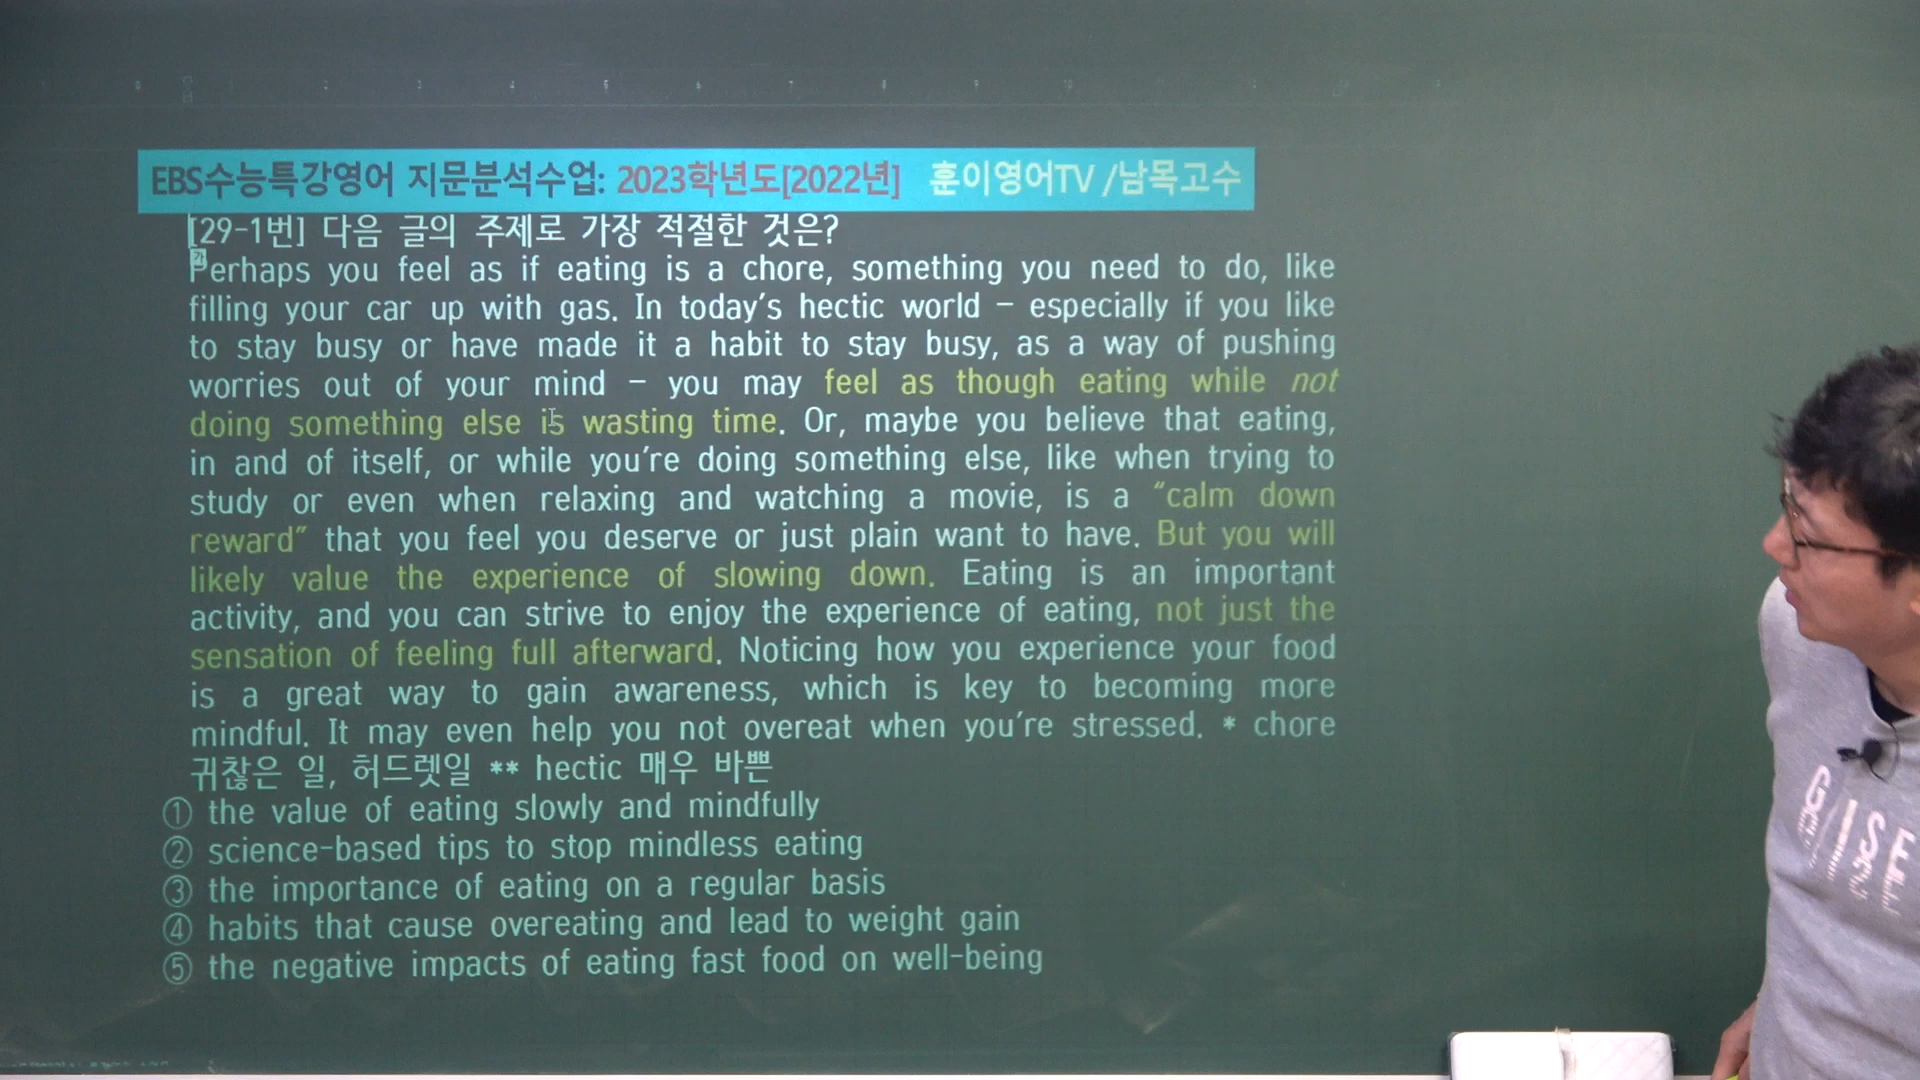 EBS수능특강영어 지문분석수업: 2023학년도[2022년] 훈이영어TV /남목고수
[29-1번] 다음 글의 주제로 가장 적절한 것은?
Perhaps you feel as if eating is a chore, something you need to do, like
filling your car up with gas. In today's hectic world – especially if you like
to stay busy or have made it a habit to stay busy, as a way of pushing
worries out of your mind – you may feel as though eating while not
doing something else is wasting time. Or, maybe you believe that eating,
in and of itself, or while you're doing something else, like when trying to
study or even when relaxing and watching a movie, is a “calm down
reward” that you feel you deserve or just plain want to have. But you will
likely value the experience of slowing down. Eating is an important
activity, and you can strive to enjoy the experience of eating, not just the
sensation of feeling full afterward. Noticing how you experience your food
is a great way to gain awareness, which is key to becoming more
mindful. It may even help you not overeat when you're stressed. * chore
귀찮은 일, 허드렛일 ** hectic 매우 바쁜
① the value of eating slowly and mindfully
② science-based tips to stop mindless eating
③ the importance of eating on a regular basis
④ habits that cause overeating and lead to weight gain
⑤ the negative impacts of eating fast food on well-being